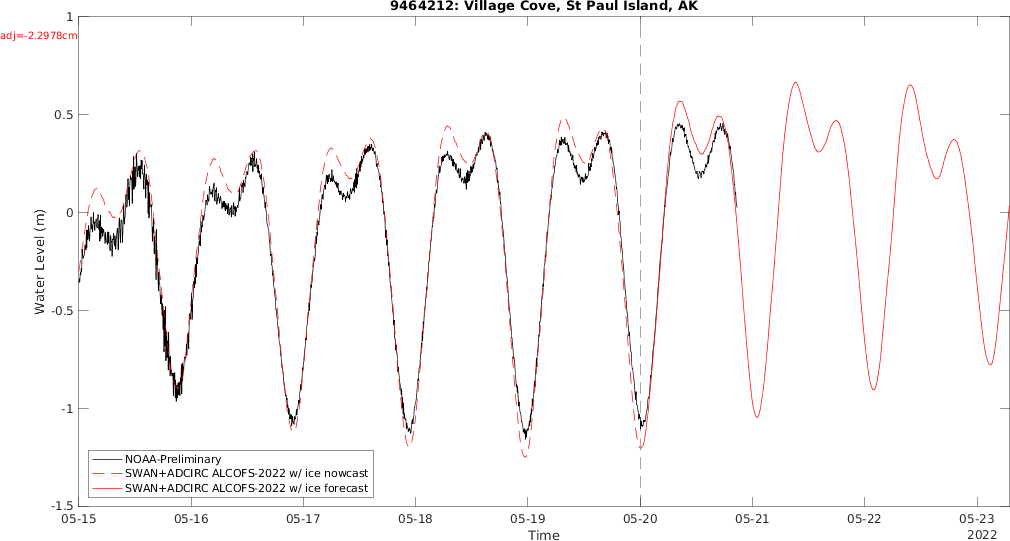 9464212: Village Cove, St Paul Island, AK
adj=-2.2978cm
Water Level (m)
1
0.5
0
-0.5
-1
-1.5
NOAA-Preliminary
SWAN+ADCIRC ALCOFS-2022 w/ ice nowcast
SWAN+ADCIRC ALCOFS-2022 w/ ice forecast
05-15 05-16 05-17 05-18 05-19 05-20 05-21 05-22 05-23
Time
2022